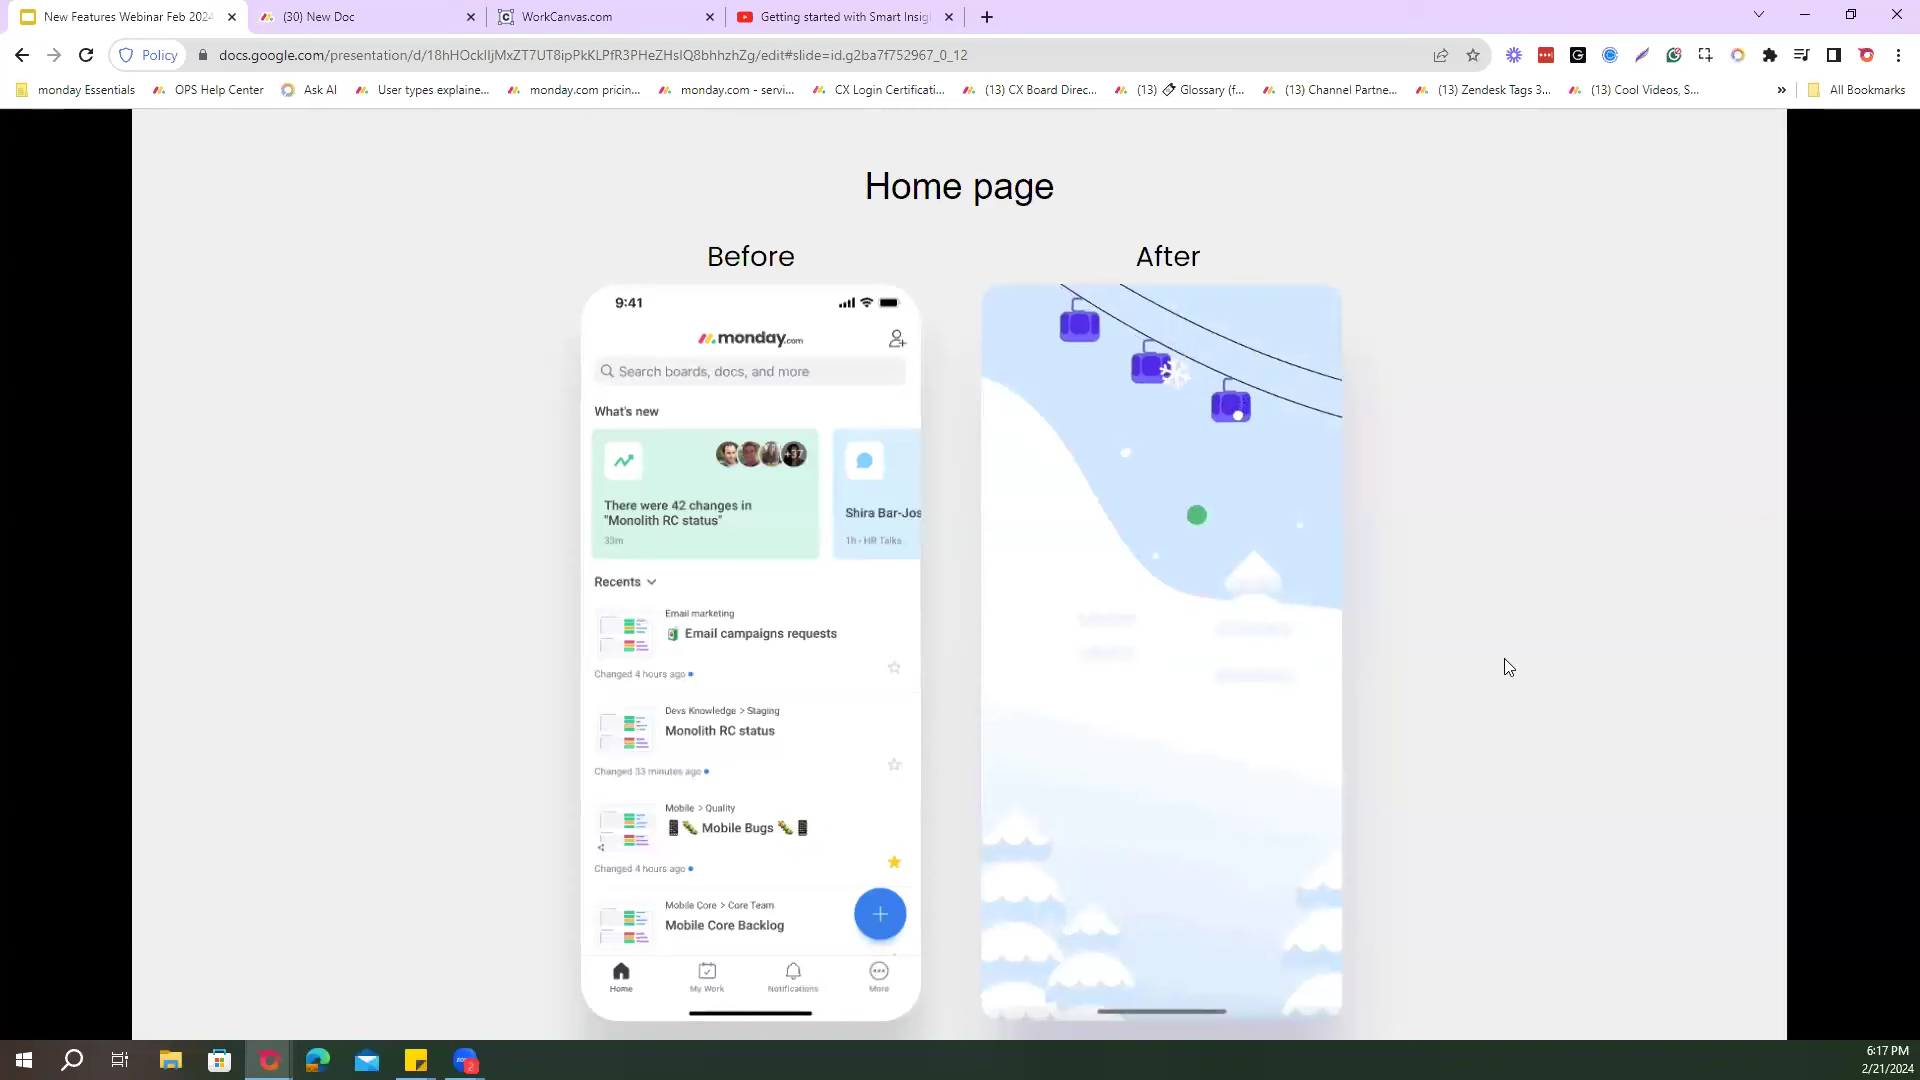 New Features Webinar Feb 2024
(30) New Doc
WorkCanvas.com
Getting started with Smart Insig
Policy
docs.google.com/presentation/d/18hHOckIIjMxZT7UT8ipPkKLPfR3PHeZHsIQ8bhhzhZg/edit#slide=id.g2ba7f752967_0_12
monday Essentials
OPS Help Center
Ask AI
User types explaine...
monday.com pricin...
monday.com - servi...
CX Login Certificati...
(13) CX Board Direc...
(13) Glossary (f...
(13) Channel Partne...
(13) Zendesk Tags 3...
(13) Cool Videos, S...
»
All Bookmarks
Home page
Before
After
9:41
monday.com
Search boards, docs, and more
What's new
+37
There were 42 changes in
"Monolith RC status"
33m
Shira Bar-Jos
1h - HR Talks
Recents
Email marketing
Email campaigns requests
Changed 4 hours ago
Devs Knowledge > Staging
Monolith RC status
Changed 33 minutes ago
Mobile > Quality
Mobile Bugs
Changed 4 hours ago
Mobile Core > Core Team
Mobile Core Backlog
Home
My Work
Notifications
More
2
6:17 PM
2/21/2024